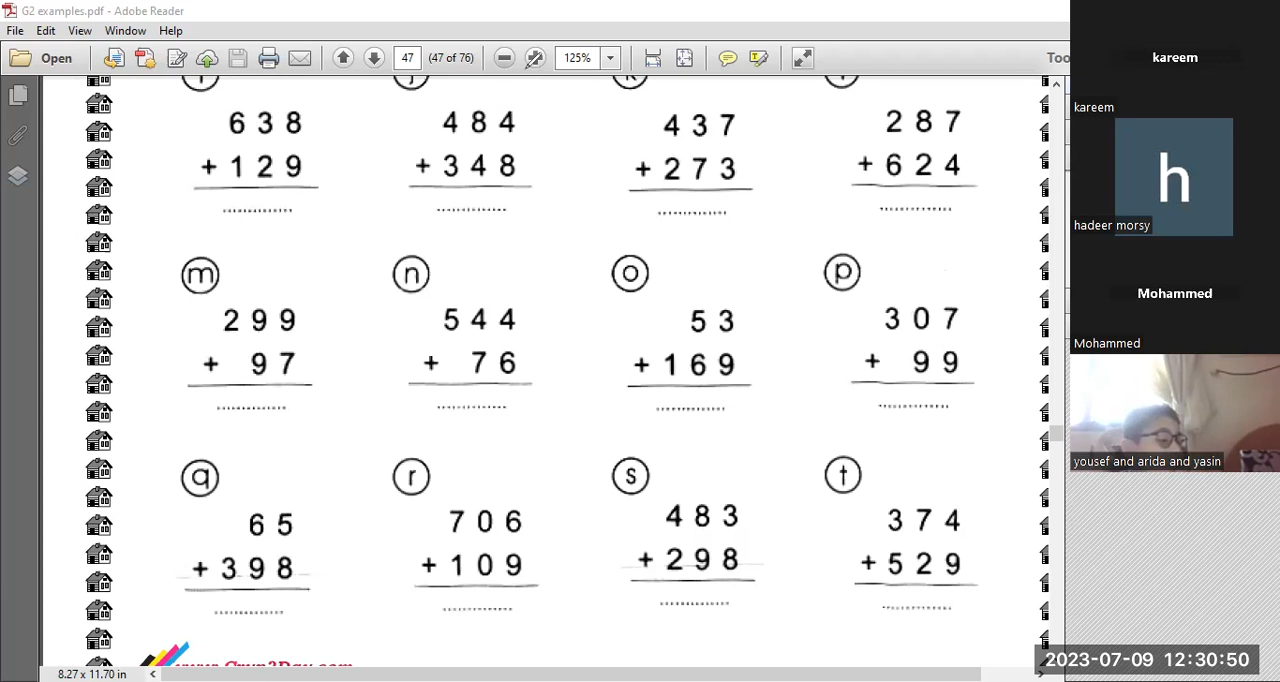 G2 examples.pdf - Adobe Reader
File Edit View Window Help
Open 47 (47 of 76) 125% Too
638 484 437 287
+ 129 + 348 + 273 + 624
m n o p
299 544 53 307
+ 97 + 76 + 169 + 99
q r s t
65 706 483 374
+ 398 + 109 + 298 + 529
8.27 x 11.70 in
kareem
kareem
h
hadeer morsy
Mohammed
Mohammed
yousef and arida and yasin
2023-07-09 12:30:50